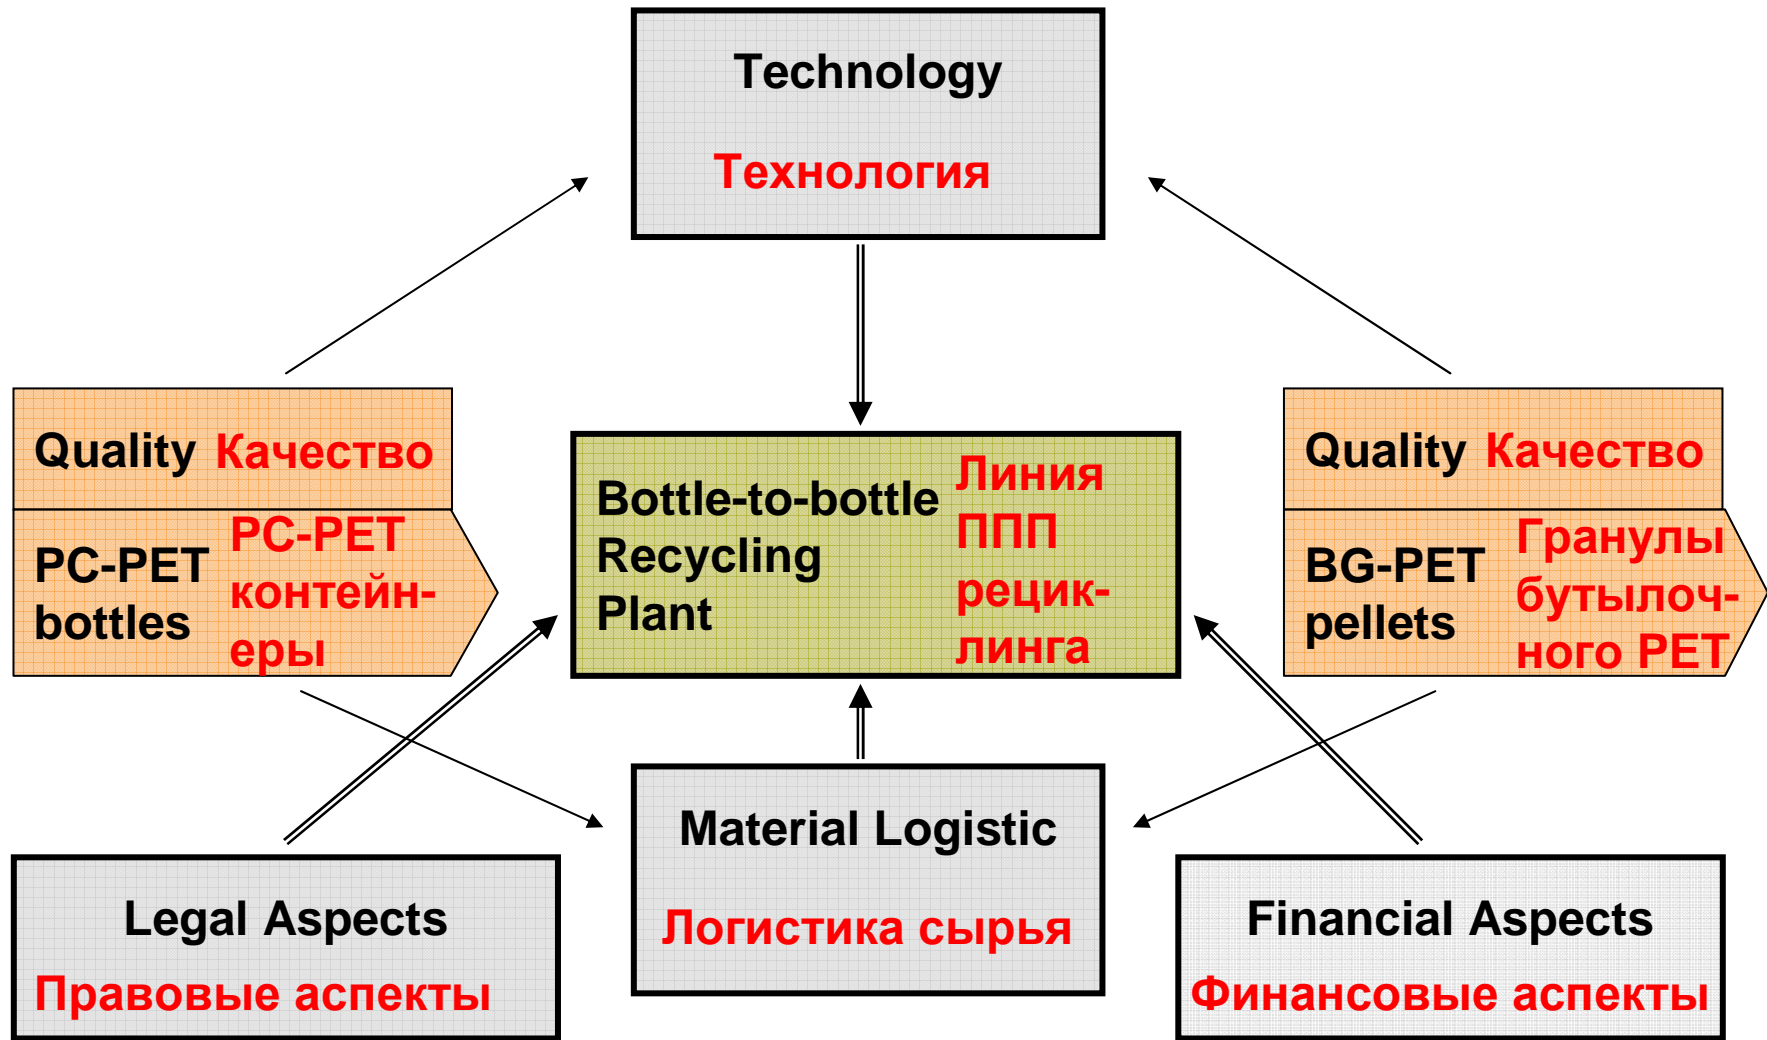 Technology
Технология
Quality Качество
PC-PET
bottles
PC-PET
контейн-
еры
Bottle-to-bottle
Recycling
Plant
Линия
ППП
рецик-
линга
Quality Качество
BG-PET
pellets
Гранулы
бутылоч-
ного PET
Material Logistic
Логистика сырья
Legal Aspects
Правовые аспекты
Financial Aspects
Финансовые аспекты